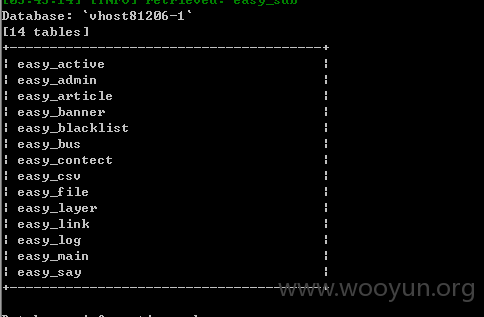 [03:43:14] [INFO] retrieved: easy_sub
Database: `vhost81206-1`
[14 tables]
+---------------------------------------+
| easy_active |
| easy_admin |
| easy_article |
| easy_banner |
| easy_blacklist |
| easy_bus |
| easy_contect |
| easy_csv |
| easy_file |
| easy_layer |
| easy_link |
| easy_log |
| easy_main |
| easy_say |
+---------------------------------------+
www.wooyun.org